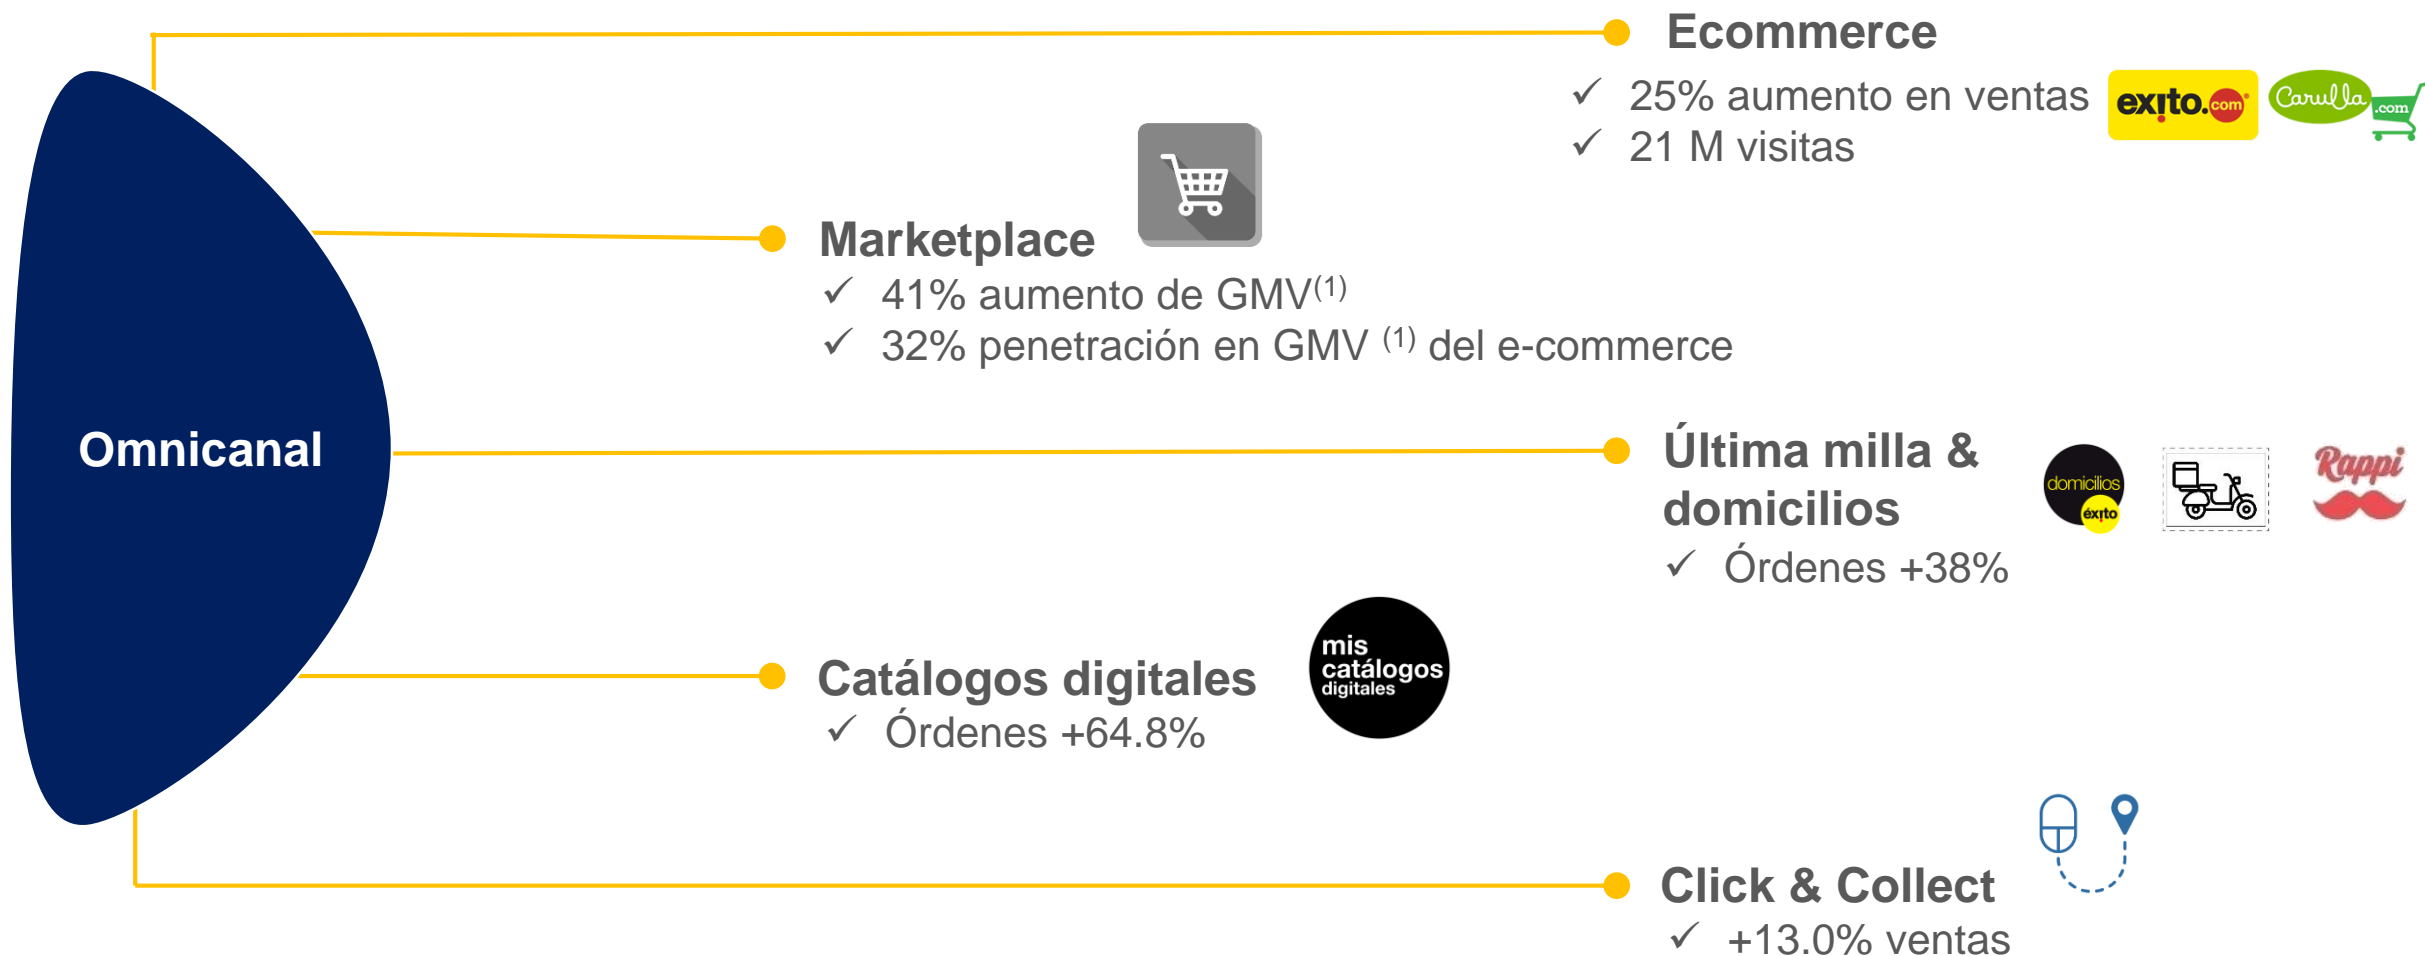 Ecommerce
✓ 25% aumento en ventas
exito.com
Carulla.com
✓ 21 M visitas
Marketplace
✓ 41% aumento de GMV(1)
✓ 32% penetración en GMV (1) del e-commerce
Omnicanal
Última milla &
domicilios
domicilios
éxito
Rappi
✓ Órdenes +38%
Catálogos digitales
mis
catálogos
digitales
✓ Órdenes +64.8%
Click & Collect
✓ +13.0% ventas